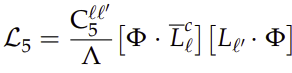 $\mathcal{L}_5 = \frac{C_5^{\ell\ell'}}{\Lambda} \left[ \Phi \cdot \overline{L}_\ell^c \right] \left[ L_{\ell'} \cdot \Phi \right]$